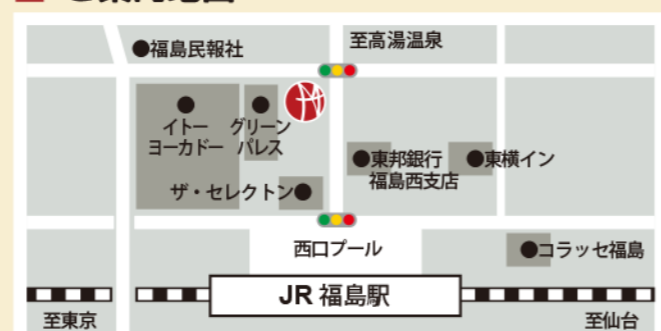 ●福島民報社
至高湯温泉
イトー
ヨーカドー
グリーン
パレス
●東邦銀行
福島西支店
●東横イン
ザ・セレクトン●
西口プール
●コラッセ福島
JR 福島駅
至東京
至仙台